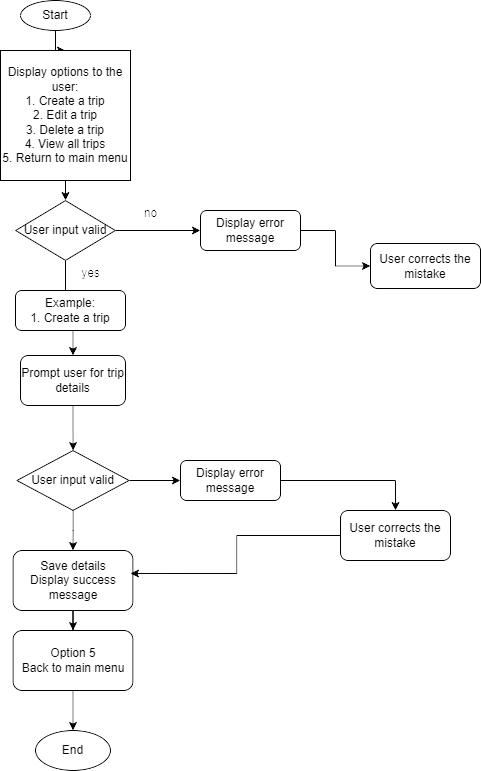 Start
Display options to the
user:
1. Create a trip
2. Edit a trip
3. Delete a trip
4. View all trips
5. Return to main menu
User input valid
no
Display error
message
User corrects the
mistake
yes
Example:
1. Create a trip
Prompt user for trip
details
User input valid
Display error
message
User corrects the
mistake
Save details
Display success
message
Option 5
Back to main menu
End